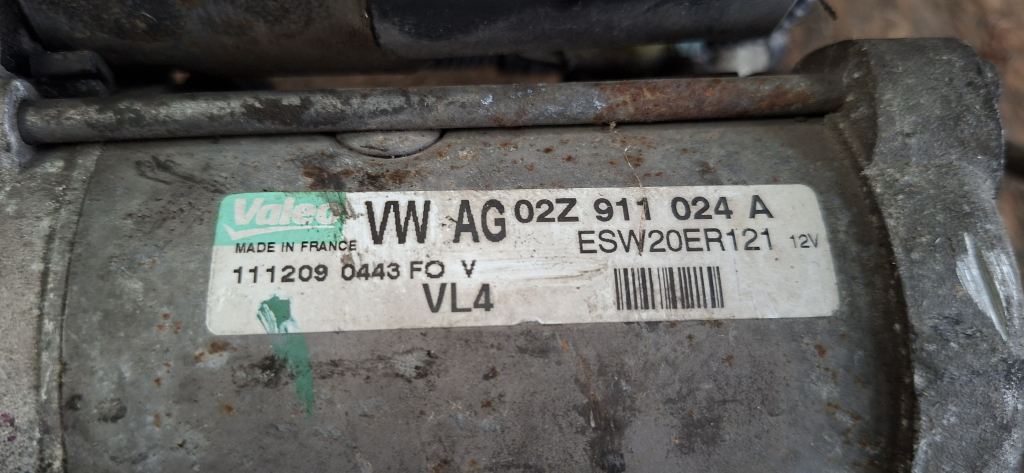 Valeo VW AG 02Z 911 024 A
MADE IN FRANCE ESW20ER121 12V
111209 0443 FO V
VL4